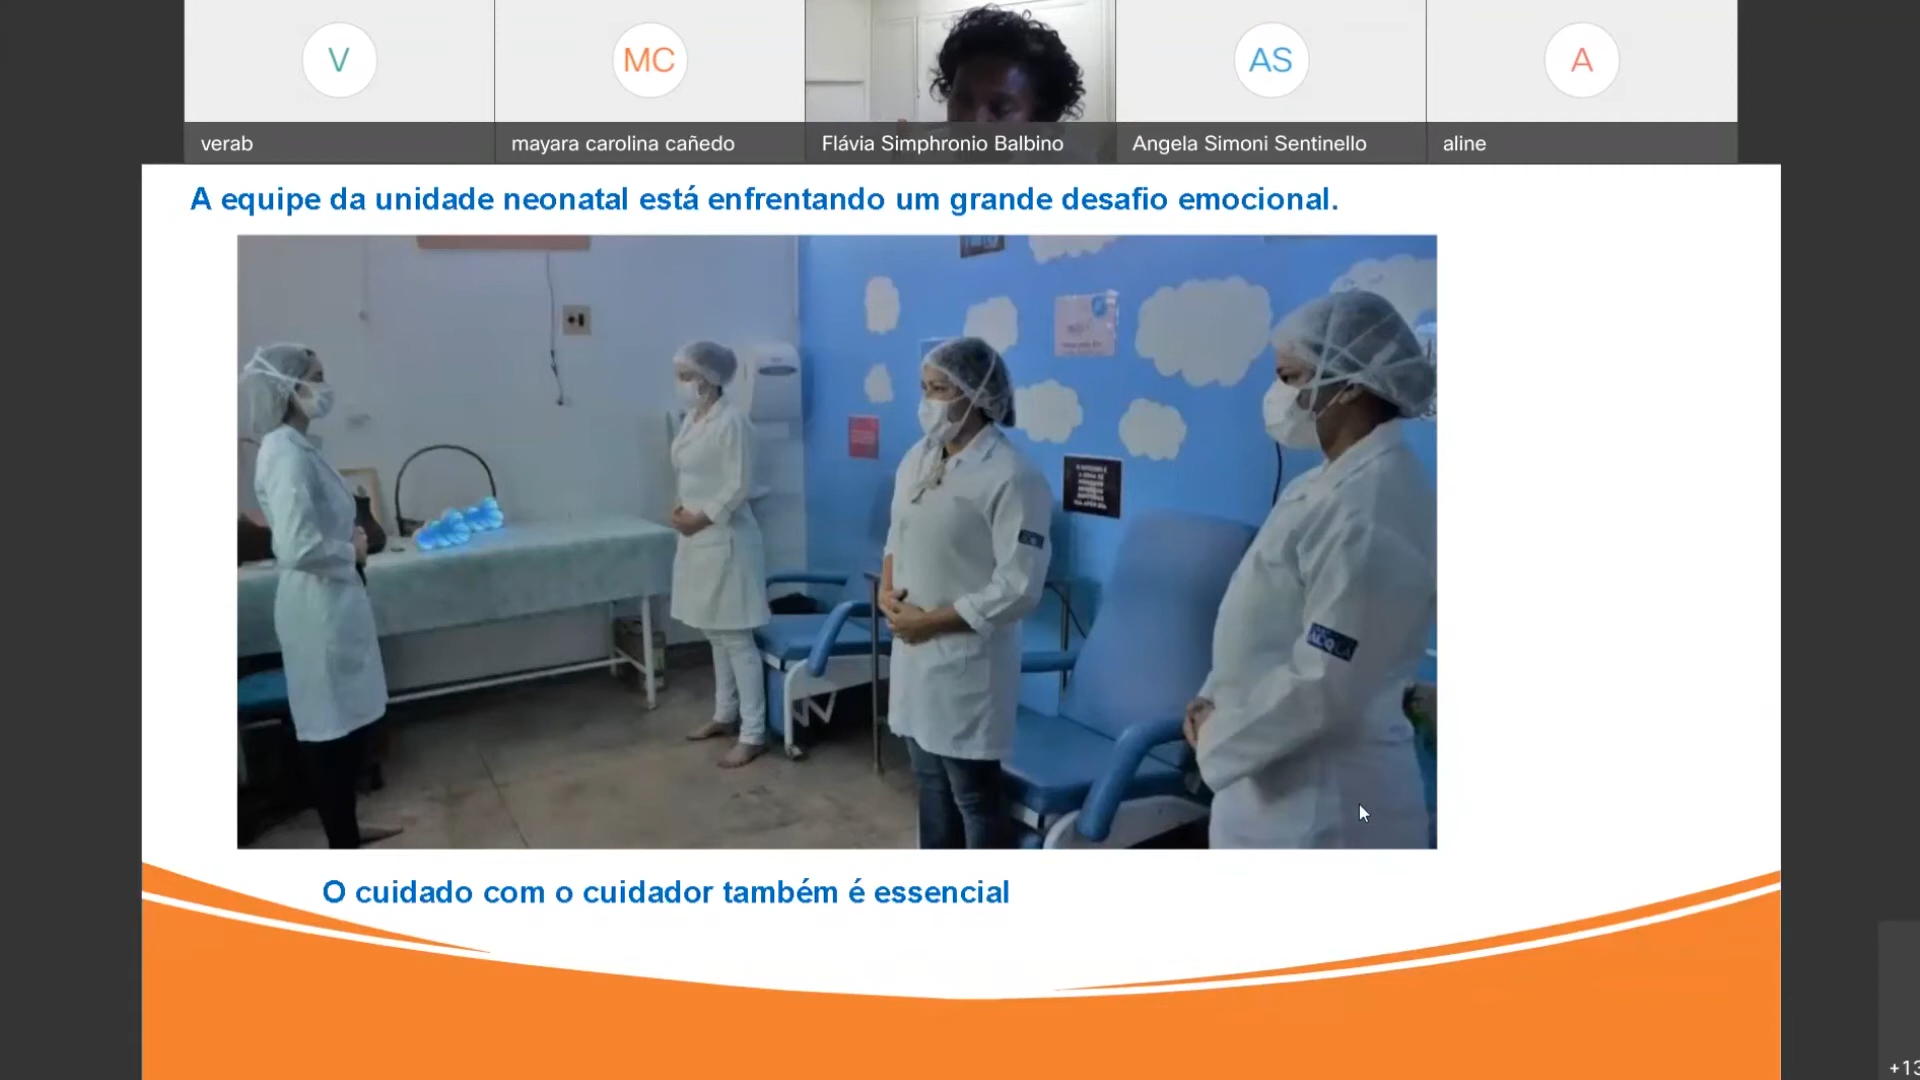 V
MC
AS
A
verab
mayara carolina cañedo
Flávia Simphronio Balbino
Angela Simoni Sentinello
aline
A equipe da unidade neonatal está enfrentando um grande desafio emocional.
O cuidado com o cuidador também é essencial
+13